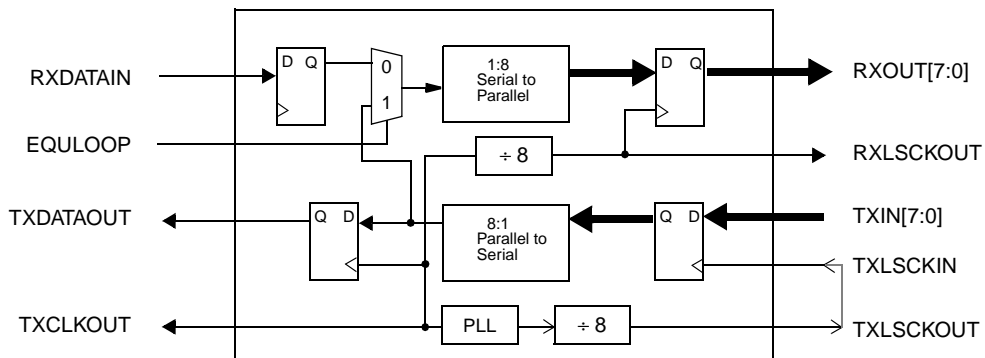 RXDATAIN
D Q
0
1
1:8
Serial to
Parallel
D Q
RXOUT[7:0]
EQULOOP
÷ 8
RXLSCKOUT
TXDATAOUT
Q D
8:1
Parallel to
Serial
Q D
TXIN[7:0]
TXLSCKIN
TXCLKOUT
PLL
÷ 8
TXLSCKOUT